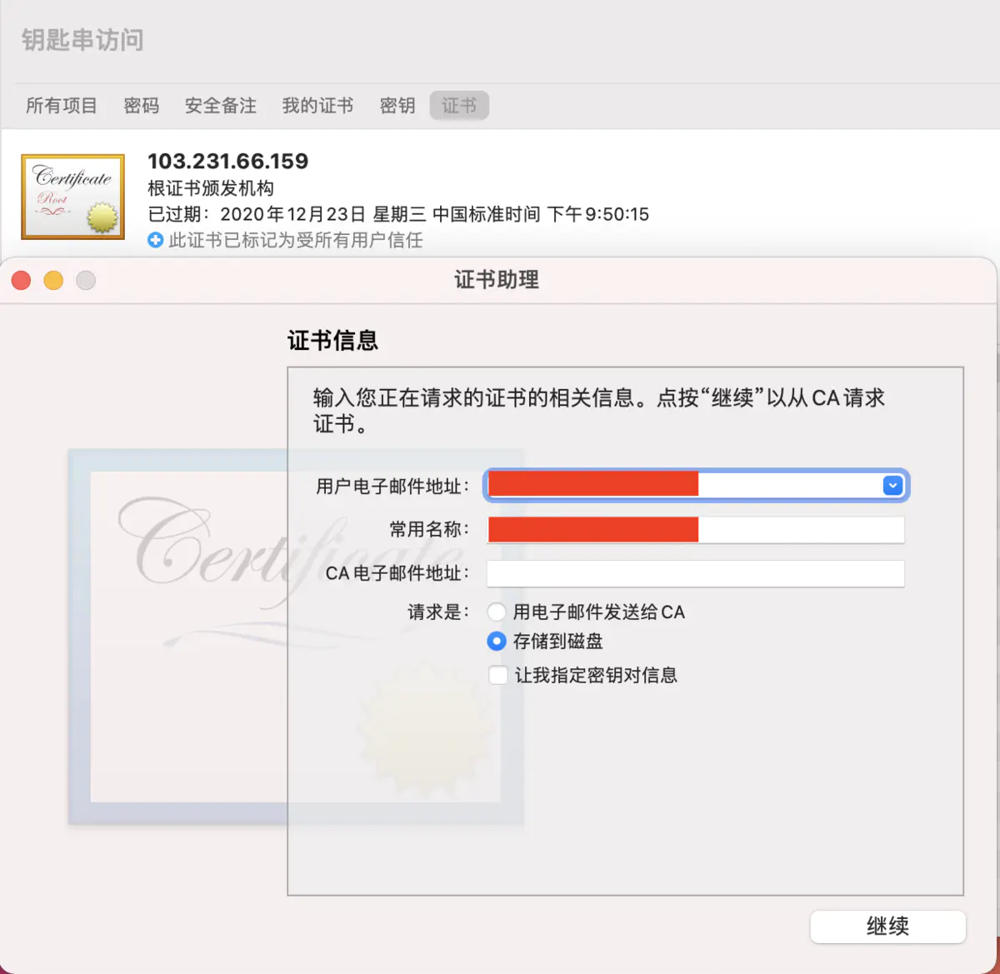 钥匙串访问
所有项目 密码 安全备注 我的证书 密钥 证书
Certificate
Root
103.231.66.159
根证书颁发机构
已过期：2020年12月23日 星期三 中国标准时间 下午9:50:15
此证书已标记为受所有用户信任
证书助理
证书信息
输入您正在请求的证书的相关信息。点按“继续”以从CA请求
证书。
用户电子邮件地址：
常用名称：
CA电子邮件地址：
请求是： 用电子邮件发送给CA
存储到磁盘
让我指定密钥对信息
Certificate
继续